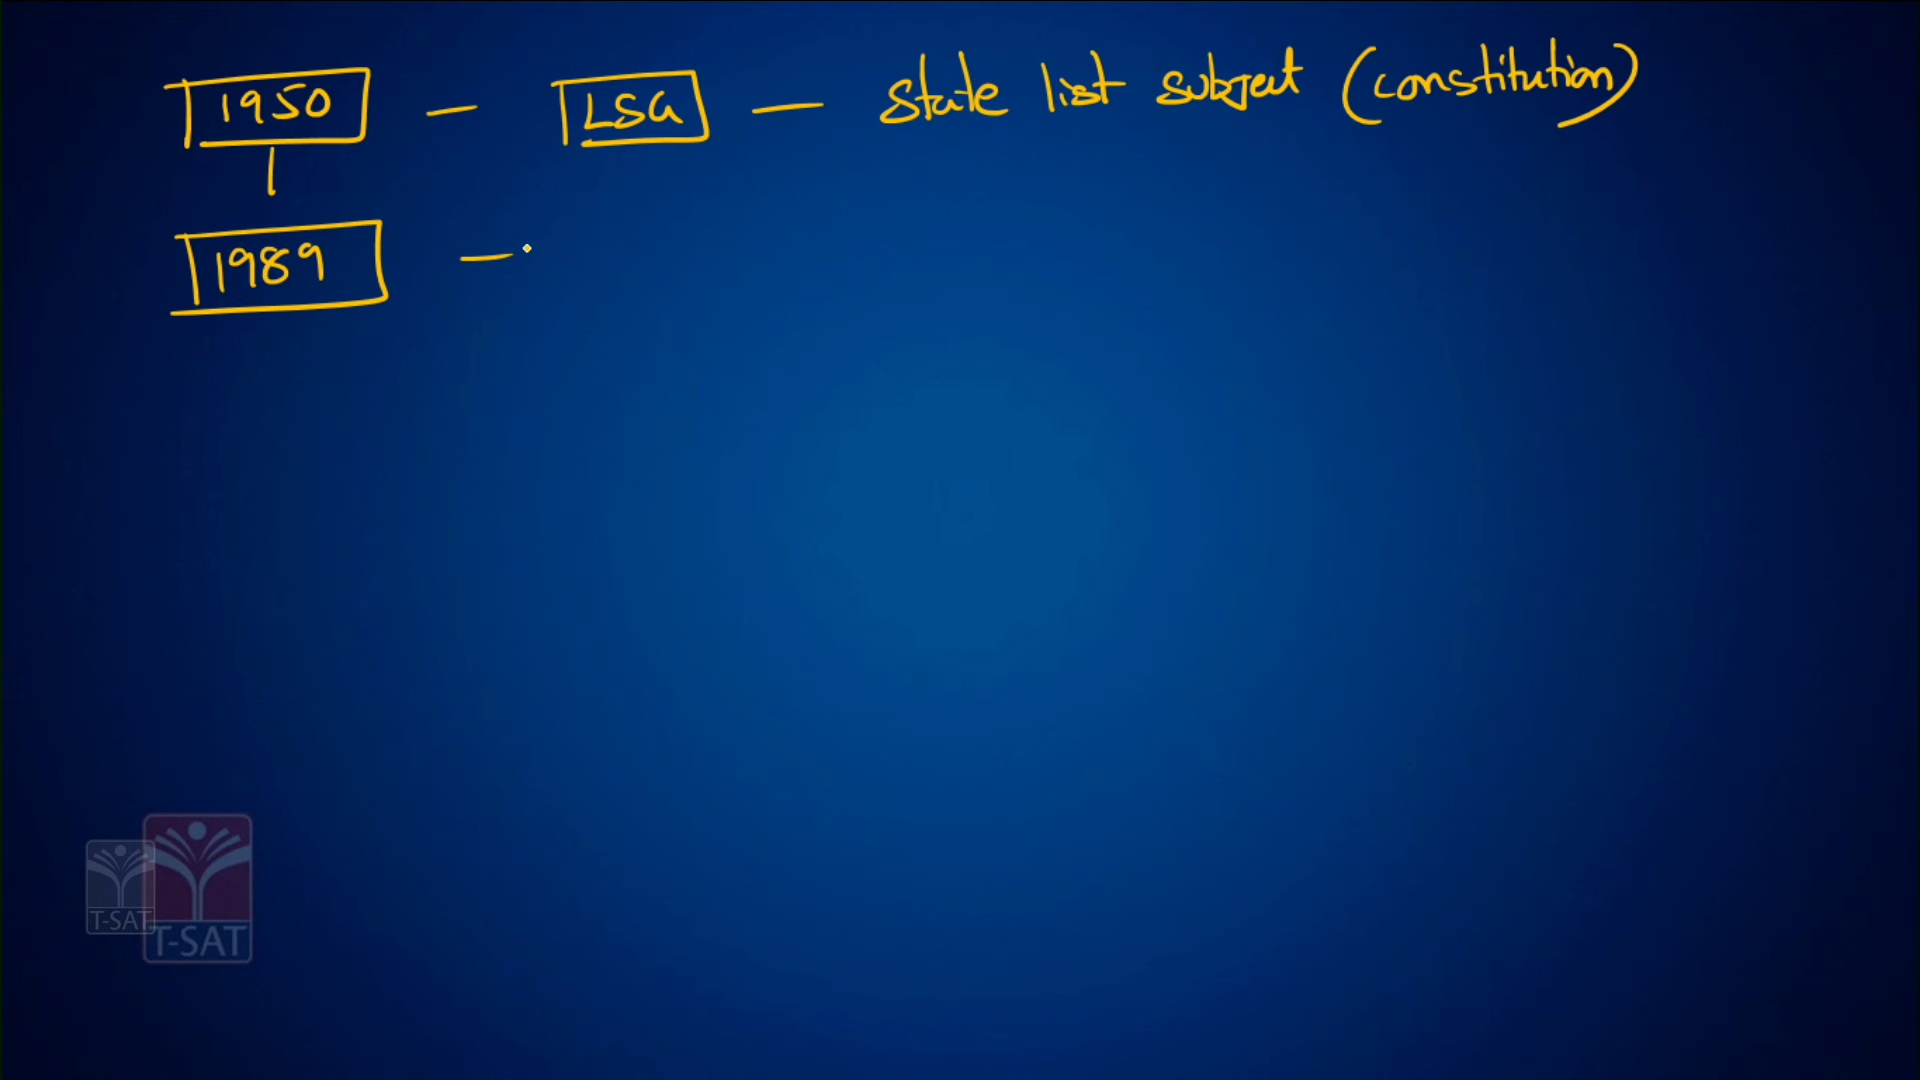 1950 - LSG - state list subject (constitution)
1989 -
T-SAT
T-SAT